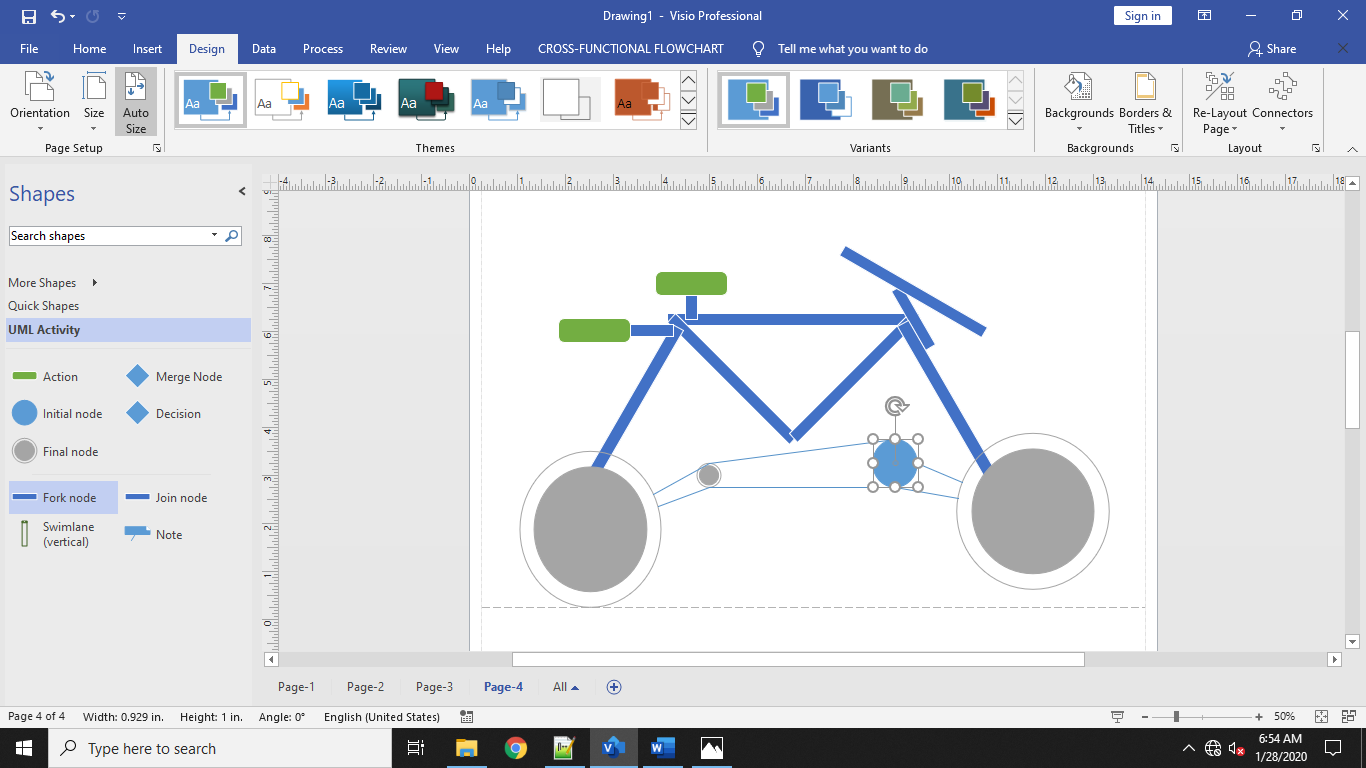 Drawing1 - Visio Professional
Sign in
File Home Insert Design Data Process Review View Help CROSS-FUNCTIONAL FLOWCHART Tell me what you want to do Share
Orientation Size Auto Size
Aa Aa Aa Aa Aa Aa
Backgrounds Borders & Titles Re-Layout Page Connectors
Page Setup Themes Variants Backgrounds Layout
-4 -3 -2 -1 0 1 2 3 4 5 6 7 8 9 10 11 12 13 14 15 16 17 18
Shapes
Search shapes
More Shapes
Quick Shapes
UML Activity
Action Merge Node
Initial node Decision
Final node
Fork node Join node
Swimlane (vertical) Note
9 8 7 6 5 4 3 2 1 0
Page-1 Page-2 Page-3 Page-4 All
Page 4 of 4 Width: 0.929 in. Height: 1 in. Angle: 0° English (United States) 50%
Type here to search
6:54 AM
1/28/2020